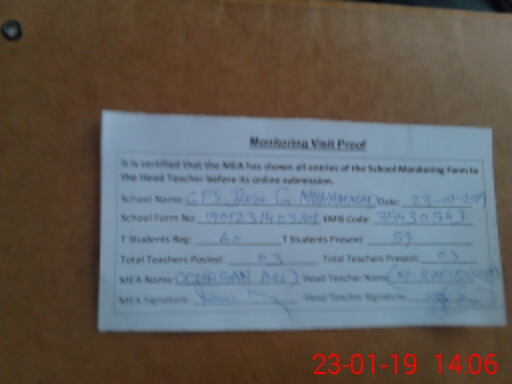 Monitoring Visit Proof
It is certified that the MEA has shown all entries of the School Monitoring Form to
the Head Teacher before its online submission.
School Name: GPS G MUHAMMAD Date: 23-01-2019
School Form No: EMIS Code: 35430563
T Students Reg: 60 T Students Present: 59
Total Teachers Posted: 03 Total Teachers Present: 03
MEA Name: ALI Head Teacher Name:
MEA Signature: Head Teacher Signature:
23-01-19 14:06